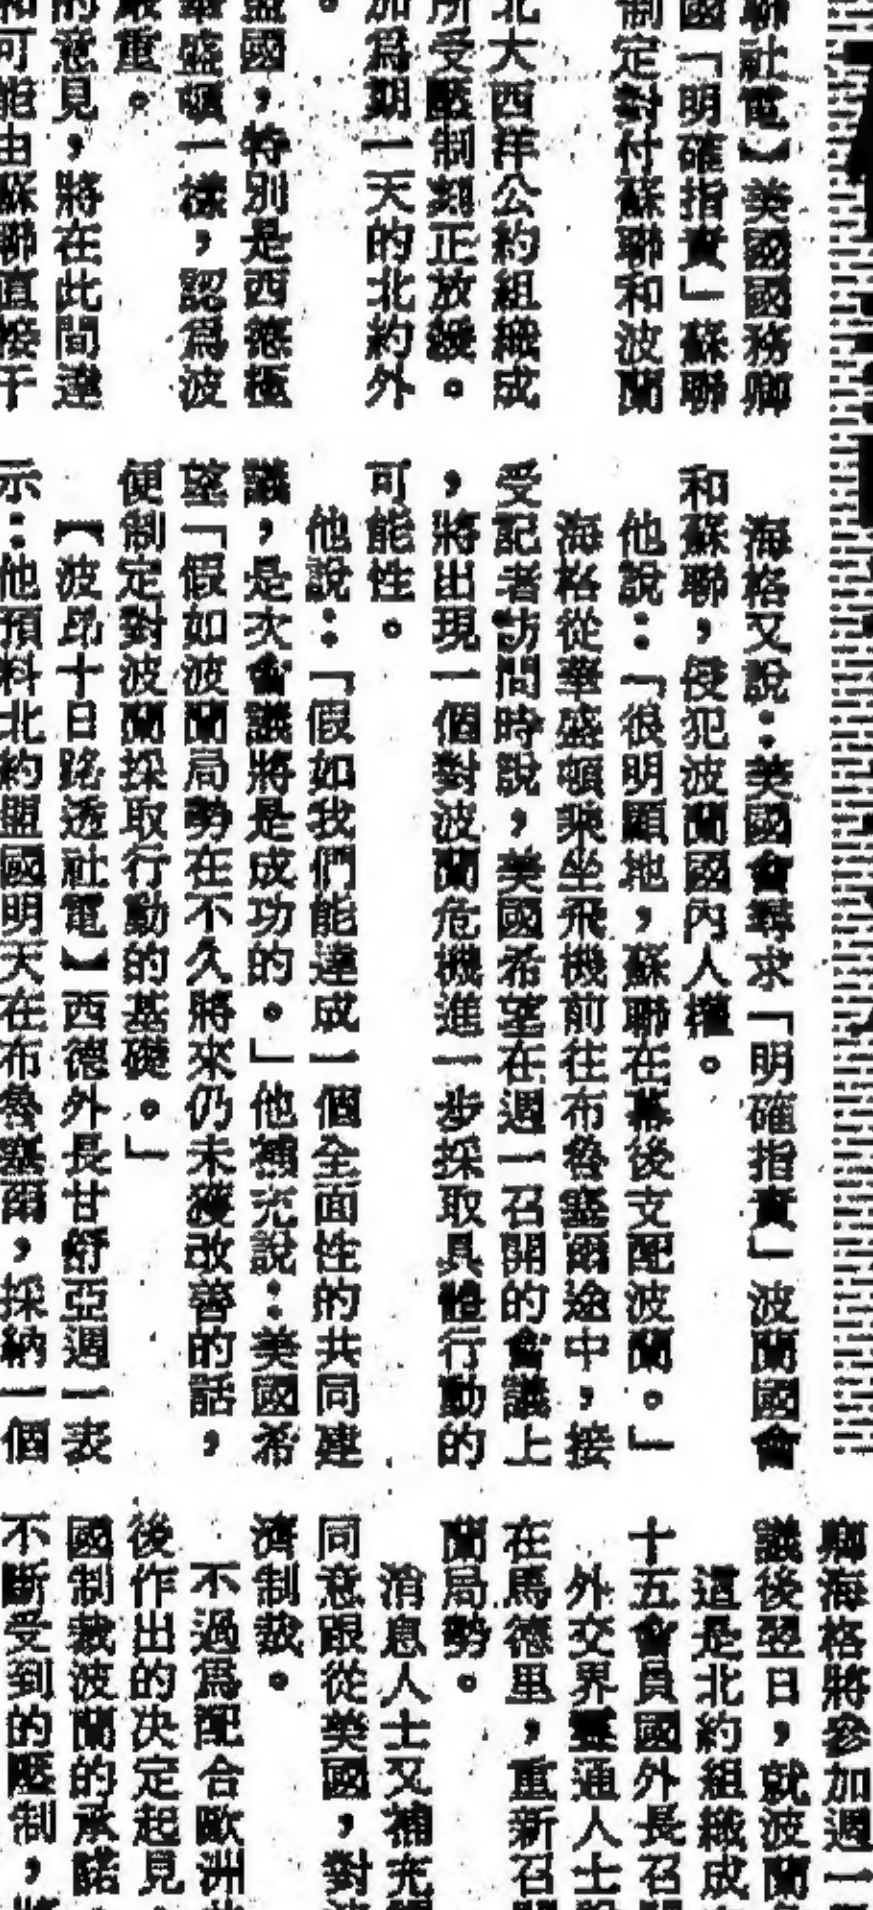 聯社電】美國國務卿
國「明確指責」蘇聯
制定對付蘇聯和波蘭
北大西洋公約組織成
所受壓制刻正放緩。
加爲期一天的北約外
。
盟國，特別是西德極
華盛頓一樣，認爲波
嚴重。
的意見，將在此間達
和可能由蘇聯直接干
海格又說：美國會尋求「明確指責」波蘭國會
和蘇聯，侵犯波蘭國內人權。
他說：「很明顯地，蘇聯在幕後支配波蘭。」
海格從華盛頓乘坐飛機前往布魯塞爾途中，接
受記者訪問時說，美國希望在週一召開的會議上
，將出現一個對波蘭危機進一步採取具體行動的
可能性。
他說：「假如我們能達成一個全面性的共同建
議，是次會議將是成功的。」他補充說：美國希
望「假如波蘭局勢在不久將來仍未獲改善的話，
便制定對波蘭採取行動的基礎。」
【波昂十日路透社電】西德外長甘舒亞週一表
示：他預料北約盟國明天在布魯塞爾，採納一個
卿海格將參加週一
議後翌日，就波蘭
這是北約組織成
十五會員國外長召
外交界靈通人士說
在馬德里，重新召開
蘭局勢。
消息人士又補充
同意跟從美國，對波
濟制裁。
不過爲配合歐洲共
後作出的決定起見，
國制裁波蘭的承諾，
不斷受到的壓制，將